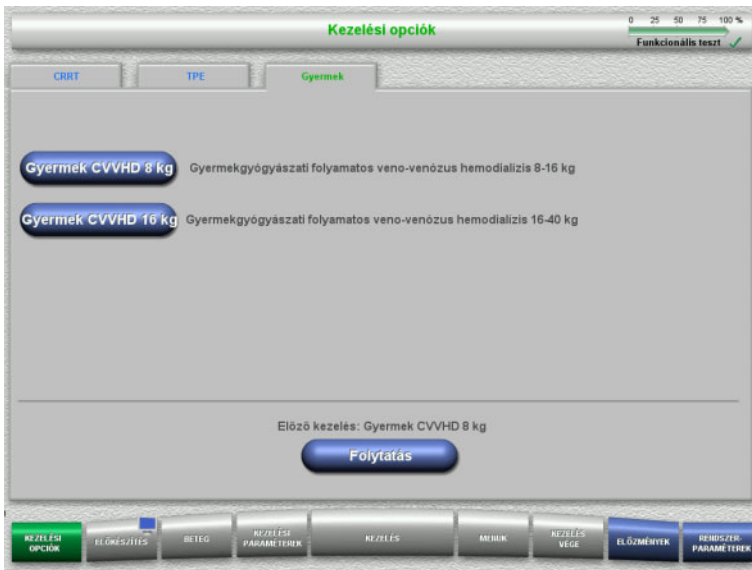 Kezelési opciók
0 25 50 75 100 %
Funkcionális teszt
CRRT
TPE
Gyermek
Gyermek CVVHD 8 kg
Gyermekgyógyászati folyamatos veno-venózus hemodialízis 8-16 kg
Gyermek CVVHD 16 kg
Gyermekgyógyászati folyamatos veno-venózus hemodialízis 16-40 kg
Előző kezelés: Gyermek CVVHD 8 kg
Folytatás
KEZELÉSI
OPCIÓK
ELŐKÉSZÍTÉS
BETEG
KEZELÉSI
PARAMÉTEREK
KEZELÉS
MENÜK
KEZELÉS
VÉGE
ELŐZMÉNYEK
RENDSZER-
PARAMÉTEREK